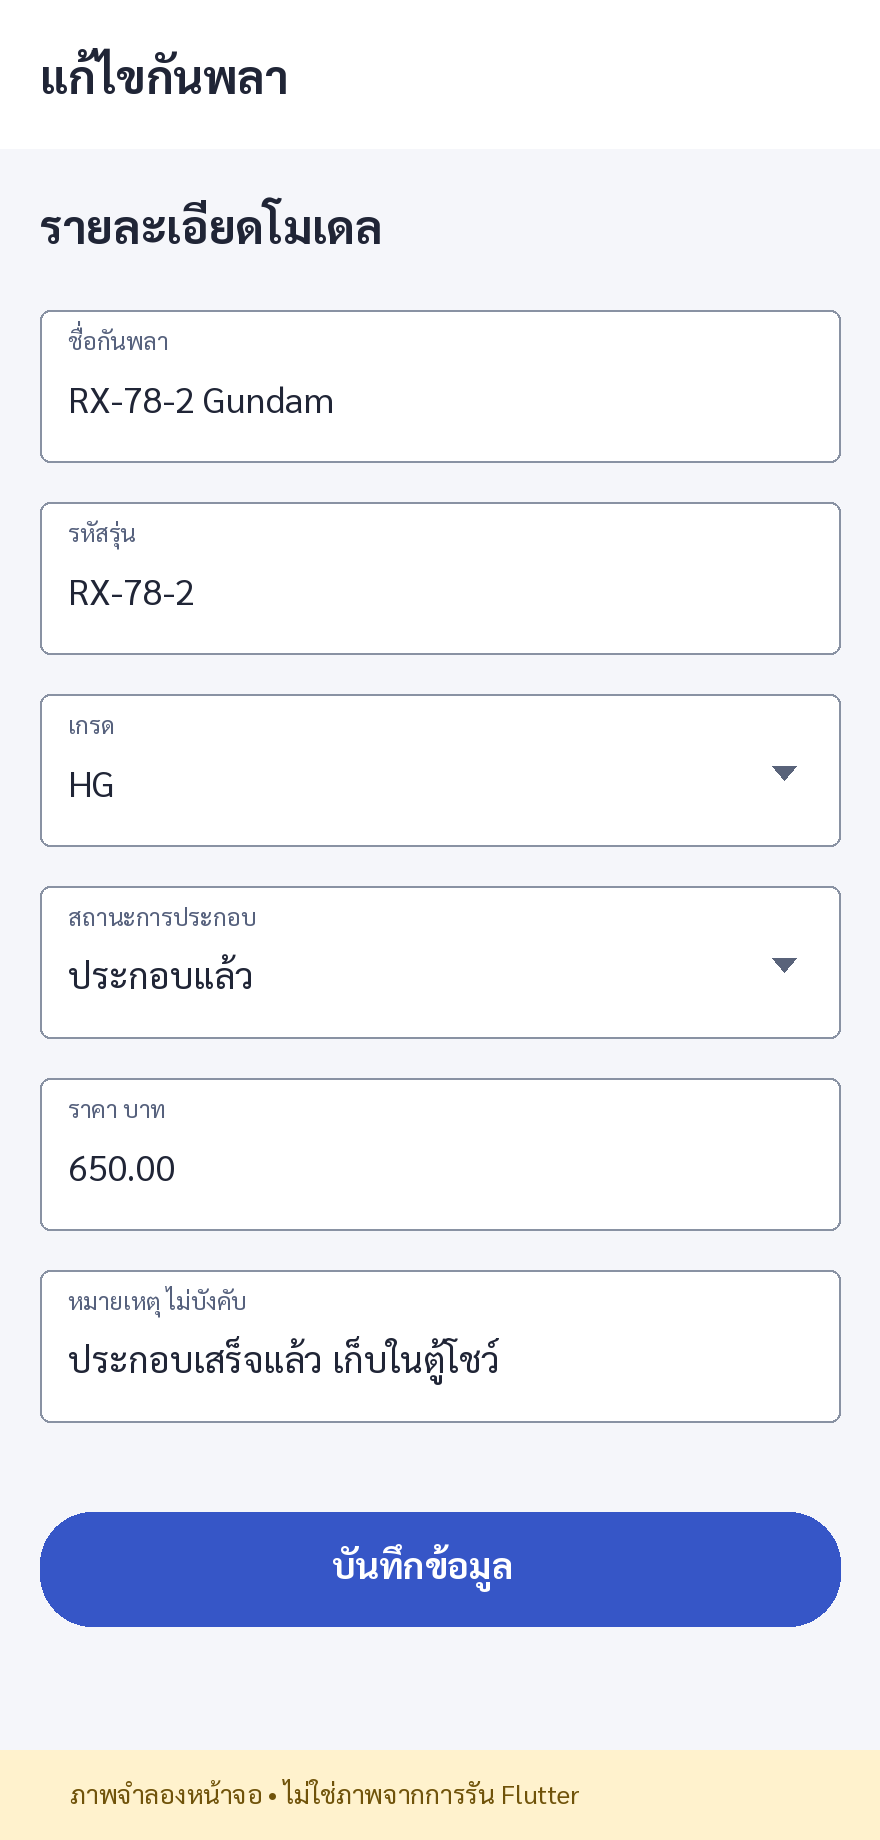 แก้ไขกันพลา
รายละเอียดโมเดล
ชื่อกันพลา
RX-78-2 Gundam
รหัสรุ่น
RX-78-2
เกรด
HG
สถานะการประกอบ
ประกอบแล้ว
ราคา บาท
650.00
หมายเหตุ ไม่บังคับ
ประกอบเสร็จแล้ว เก็บในตู้โชว์
บันทึกข้อมูล
ภาพจำลองหน้าจอ • ไม่ใช่ภาพจากการรัน Flutter